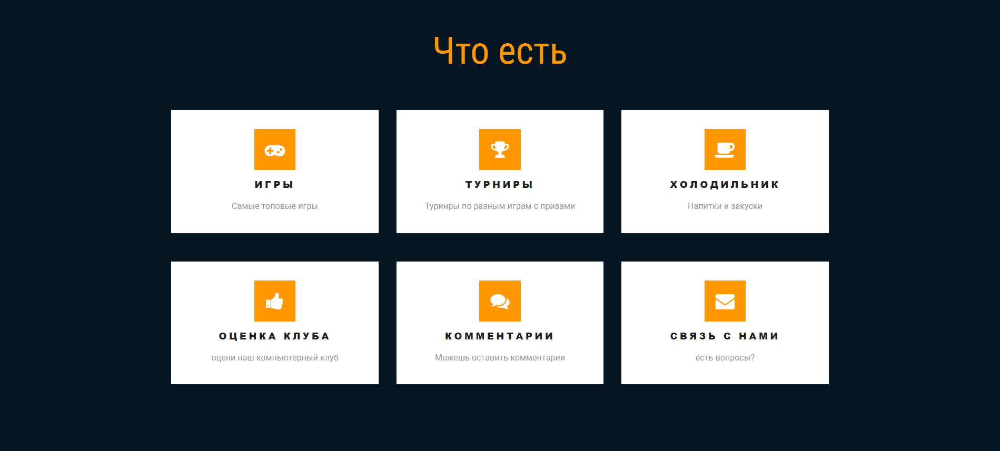 Что есть
ИГРЫ
Самые топовые игры
ТУРНИРЫ
Туринры по разным играм с призами
ХОЛОДИЛЬНИК
Напитки и закуски
ОЦЕНКА КЛУБА
оцени наш компьютерный клуб
КОММЕНТАРИИ
Можешь оставить комментарии
СВЯЗЬ С НАМИ
есть вопросы?